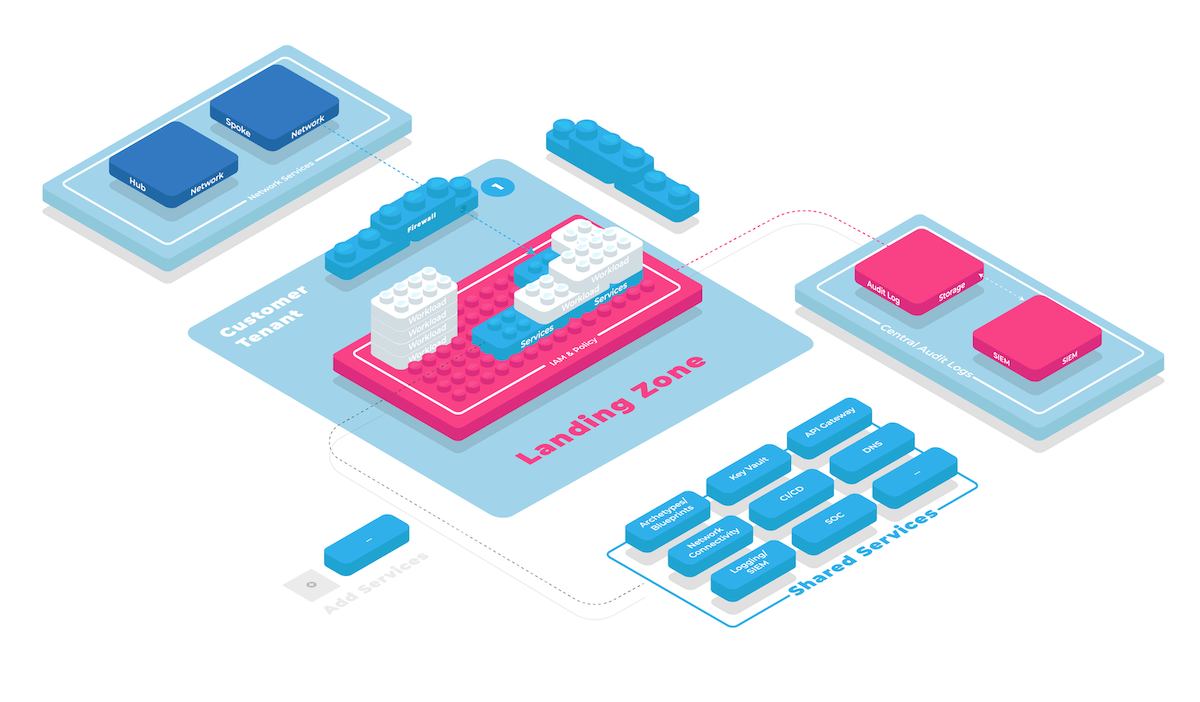 Spoke
Network
Hub
Network
Network Services
1
Firewall
Customer
Tenant
Workload
Workload
Workload
Workload
Workload
Workload
Services
Services
IAM & Policy
Landing Zone
Audit Log
Storage
SIEM
SIEM
Central Audit Logs
API Gateway
DNS
...
Key Vault
CI/CD
SOC
Archetypes/
Blueprints
Network
Connectivity
Logging/
SIEM
Shared Services
...
Add Services